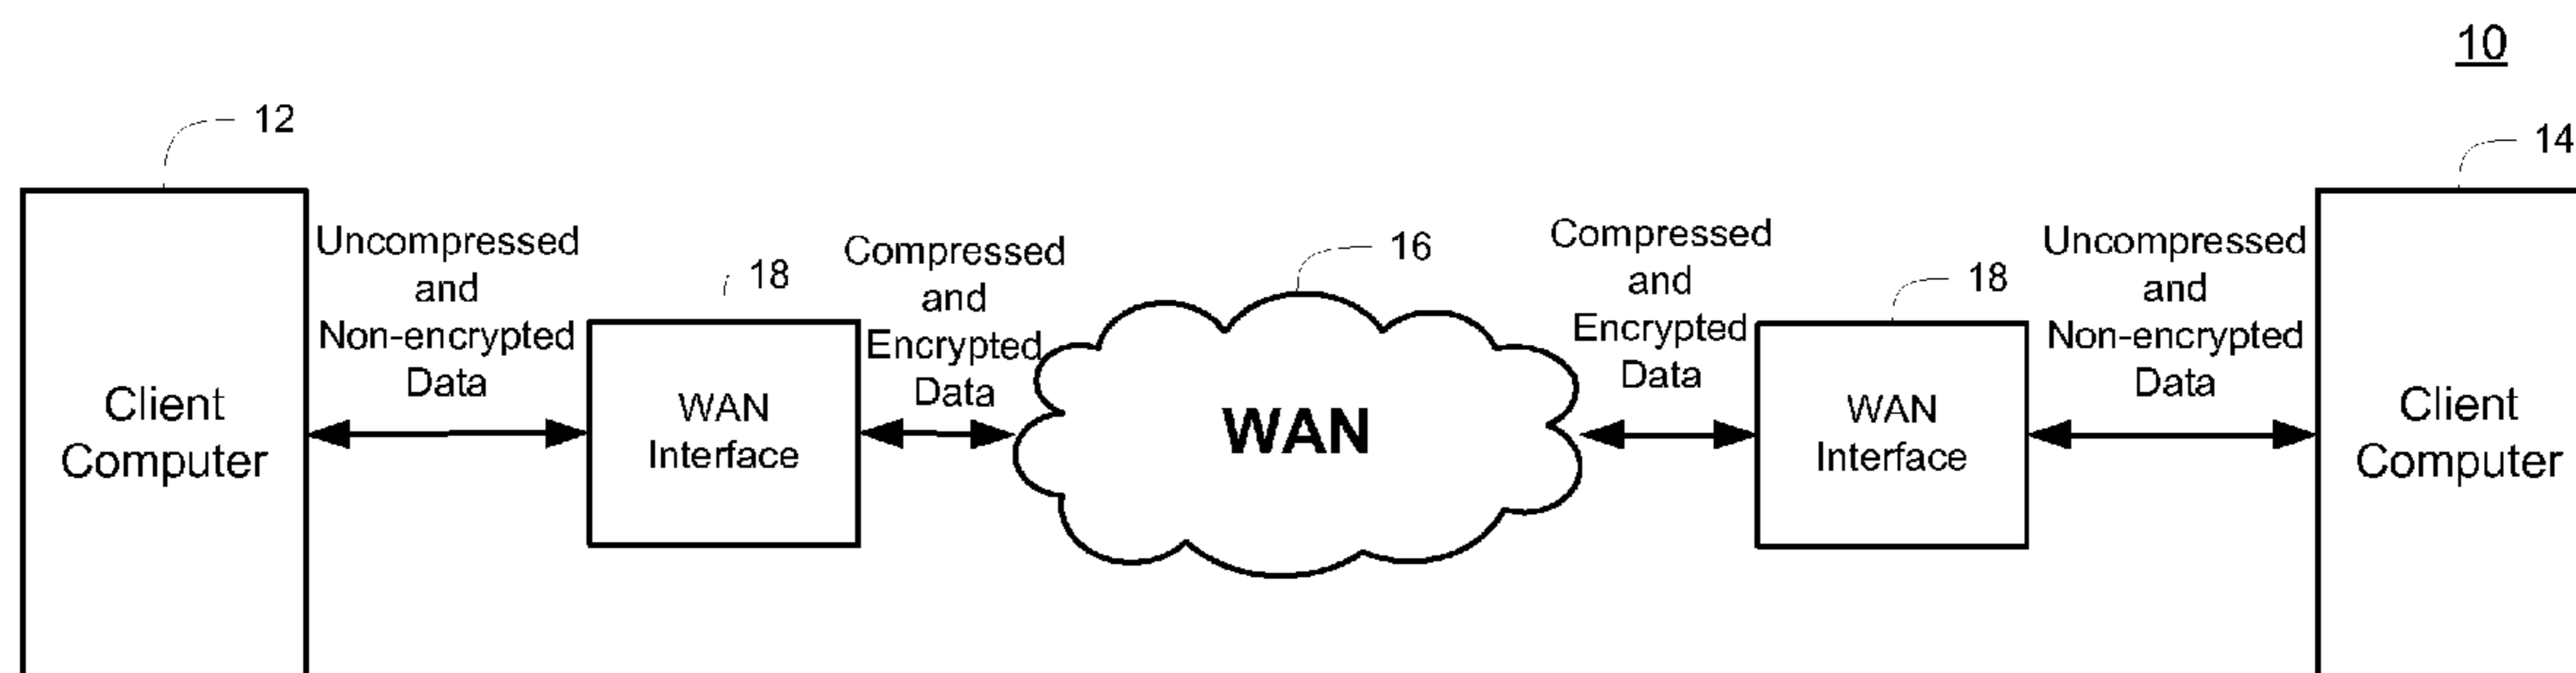 10
12
14
Uncompressed
and
Non-encrypted
Data
18
Compressed
and
Encrypted
Data
16
Compressed
and
Encrypted
Data
18
Uncompressed
and
Non-encrypted
Data
Client
Computer
WAN
Interface
WAN
WAN
Interface
Client
Computer